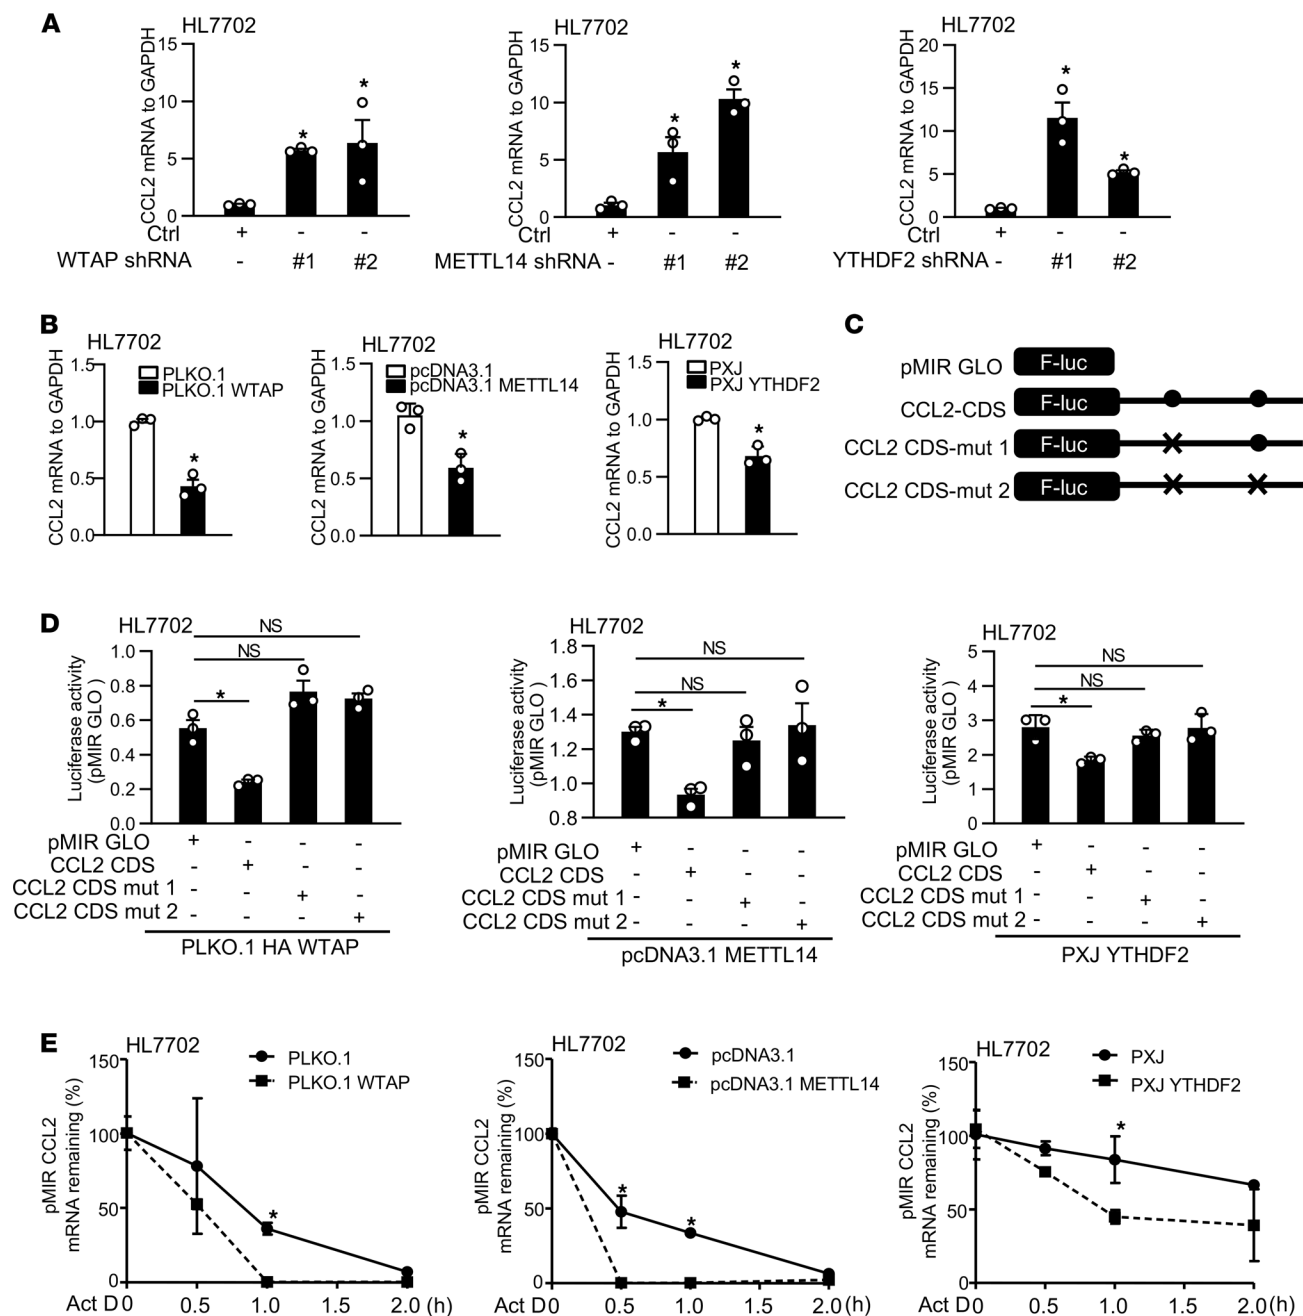 A
HL7702
CCL2 mRNA to GAPDH
15
10
5
0
Ctrl + - -
WTAP shRNA - #1 #2
* *
HL7702
CCL2 mRNA to GAPDH
15
10
5
0
Ctrl + - -
METTL14 shRNA - #1 #2
* *
HL7702
CCL2 mRNA to GAPDH
20
15
10
5
0
Ctrl + - -
YTHDF2 shRNA - #1 #2
* *
B
HL7702
CCL2 mRNA to GAPDH
1.5
1.0
0.5
0.0
PLKO.1
PLKO.1 WTAP
*
HL7702
CCL2 mRNA to GAPDH
1.5
1.0
0.5
0.0
pcDNA3.1
pcDNA3.1 METTL14
*
HL7702
CCL2 mRNA to GAPDH
1.5
1.0
0.5
0.0
PXJ
PXJ YTHDF2
*
C
pMIR GLO F-luc
CCL2-CDS F-luc
CCL2 CDS-mut 1 F-luc
CCL2 CDS-mut 2 F-luc
D
HL7702
Luciferase activity
(pMIR GLO )
1.0
0.8
0.6
0.4
0.2
0.0
NS
NS
*
pMIR GLO + - - -
CCL2 CDS - + - -
CCL2 CDS mut 1 - - + -
CCL2 CDS mut 2 - - - +
PLKO.1 HA WTAP
HL7702
Luciferase activity
(pMIR GLO )
1.8
1.6
1.4
1.2
1.0
0.8
NS
NS
*
pMIR GLO + - - -
CCL2 CDS - + - -
CCL2 CDS mut 1 - - + -
CCL2 CDS mut 2 - - - +
pcDNA3.1 METTL14
HL7702
Luciferase activity
(pMIR GLO )
5
4
3
2
1
0
NS
NS
*
pMIR GLO + - - -
CCL2 CDS - + - -
CCL2 CDS mut 1 - - + -
CCL2 CDS mut 2 - - - +
PXJ YTHDF2
E
HL7702
pMIR CCL2
mRNA remaining (%)
150
100
50
0
PLKO.1
PLKO.1 WTAP
*
Act D 0 0.5 1.0 1.5 2.0 (h)
HL7702
pMIR CCL2
mRNA remaining (%)
150
100
50
0
pcDNA3.1
pcDNA3.1 METTL14
* *
Act D 0 0.5 1.0 1.5 2.0 (h)
HL7702
pMIR CCL2
mRNA remaining (%)
150
100
50
0
PXJ
PXJ YTHDF2
*
Act D 0 0.5 1.0 1.5 2.0 (h)